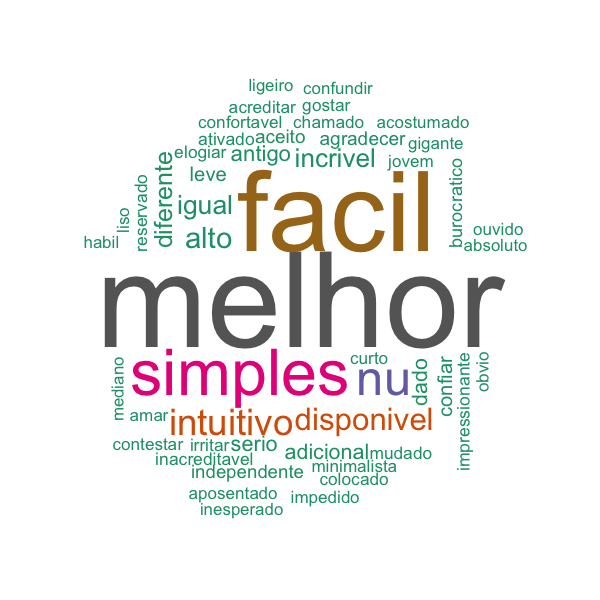 ligeiro
confundir
acreditar
gostar
confortavel
chamado
acostumado
ativado
aceito
agradecer
gigante
elogiar
antigo
incrivel
jovem
diferente
leve
facil
burocratico
reservado
igual
liso
alto
ouvido
habil
absoluto
melhor
mediano
simples
curto
nu
dado
confiar
impressionante
obvio
amar
intuitivo
disponivel
contestar
irritar
serio
adicional
mudado
inacreditavel
independente
minimalista
colocado
aposentado
impedido
inesperado